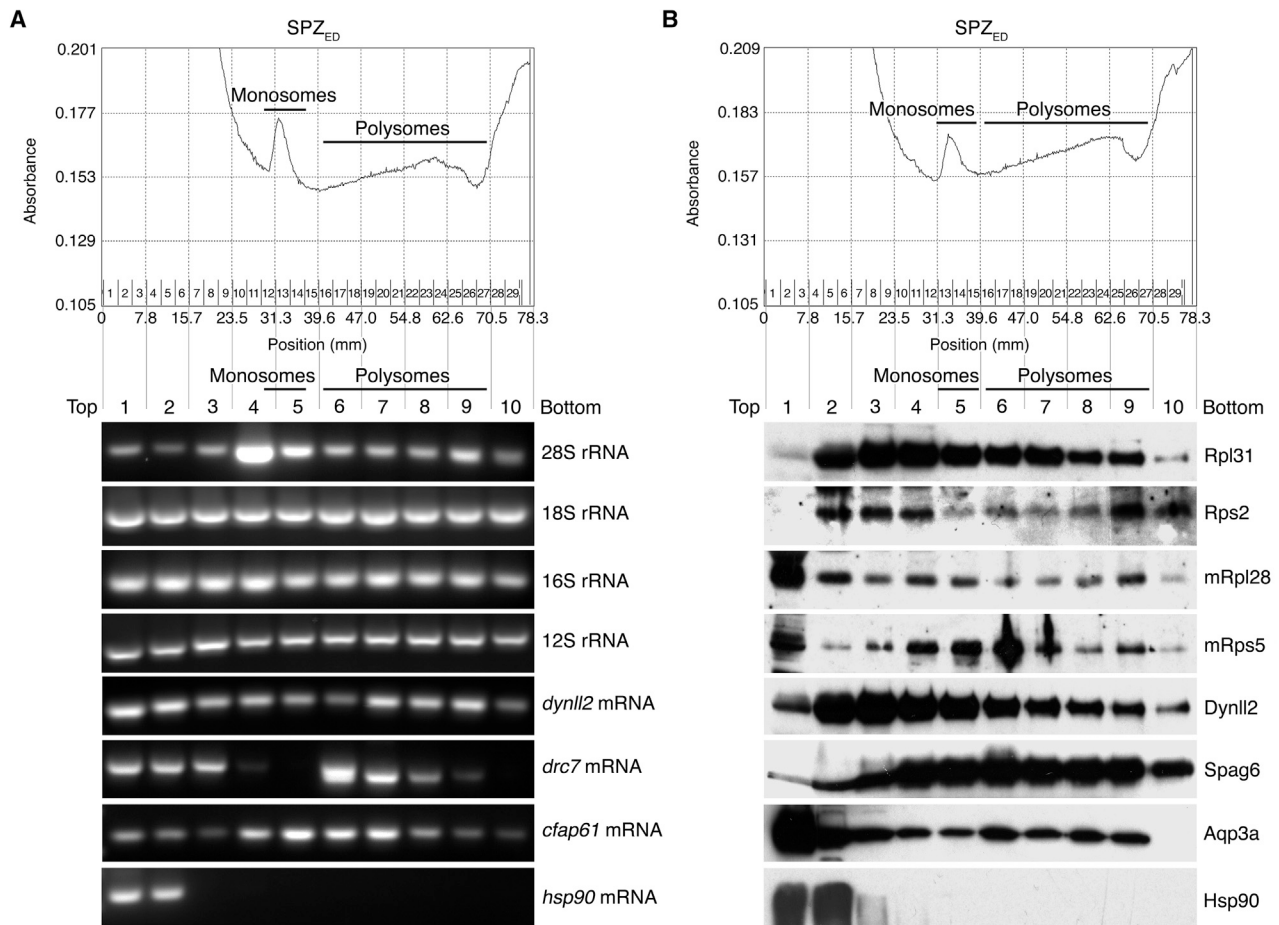 A
SPZED
0.201
0.177
0.153
0.129
0.105
Absorbance
Monosomes
Polysomes
1 2 3 4 5 6 7 8 9 10 11 12 13 14 15 16 17 18 19 20 21 22 23 24 25 26 27 28 29
0 7.8 15.7 23.5 31.3 39.6 47.0 54.8 62.6 70.5 78.3
Position (mm)
Monosomes Polysomes
Top 1 2 3 4 5 6 7 8 9 10 Bottom
28S rRNA
18S rRNA
16S rRNA
12S rRNA
dynll2 mRNA
drc7 mRNA
cfap61 mRNA
hsp90 mRNA
B
SPZED
0.209
0.183
0.157
0.131
0.105
Absorbance
Monosomes Polysomes
1 2 3 4 5 6 7 8 9 10 11 12 13 14 15 16 17 18 19 20 21 22 23 24 25 26 27 28 29
0 7.8 15.7 23.5 31.3 39.6 47.0 54.8 62.6 70.5 78.3
Position (mm)
Monosomes Polysomes
Top 1 2 3 4 5 6 7 8 9 10 Bottom
Rpl31
Rps2
mRpl28
mRps5
Dynll2
Spag6
Aqp3a
Hsp90